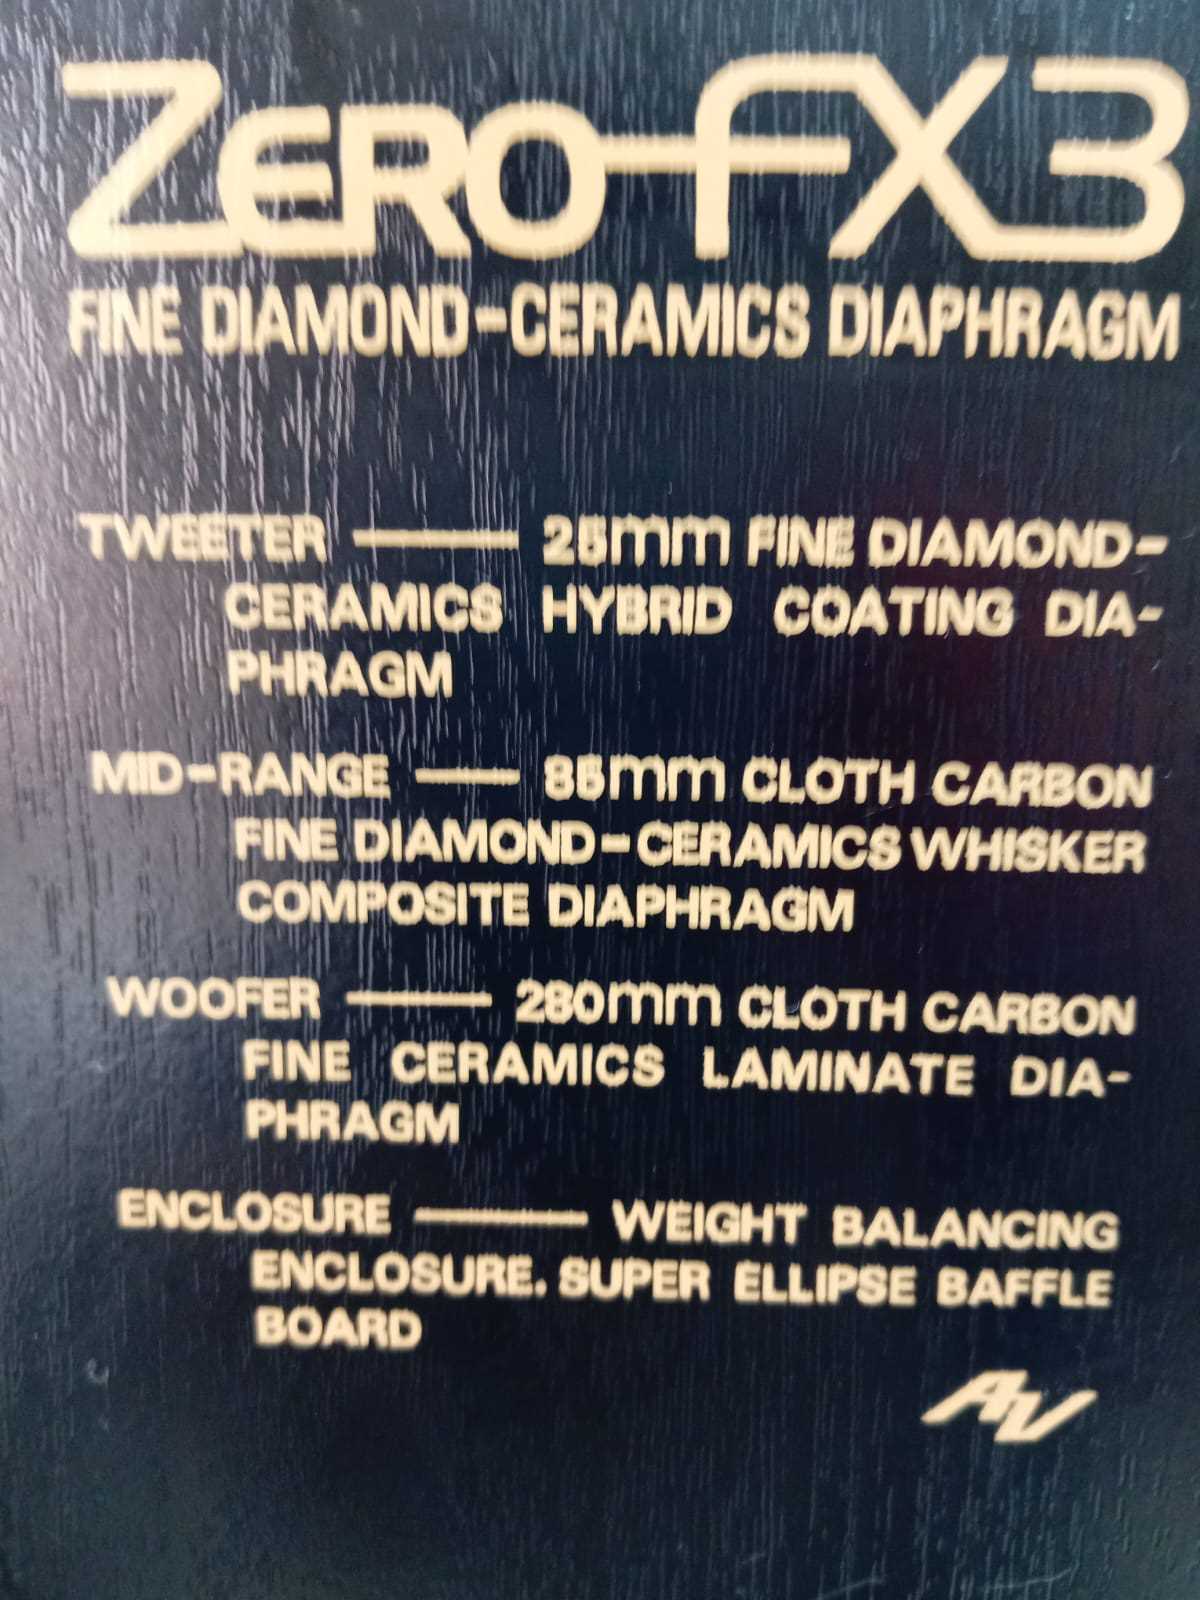 ZERO-FX3
FINE DIAMOND-CERAMICS DIAPHRAGM
TWEETER —— 25mm FINE DIAMOND-
CERAMICS HYBRID COATING DIA-
PHRAGM
MID-RANGE —— 85mm CLOTH CARBON
FINE DIAMOND-CERAMICS WHISKER
COMPOSITE DIAPHRAGM
WOOFER —— 280mm CLOTH CARBON
FINE CERAMICS LAMINATE DIA-
PHRAGM
ENCLOSURE —— WEIGHT BALANCING
ENCLOSURE. SUPER ELLIPSE BAFFLE
BOARD
AV